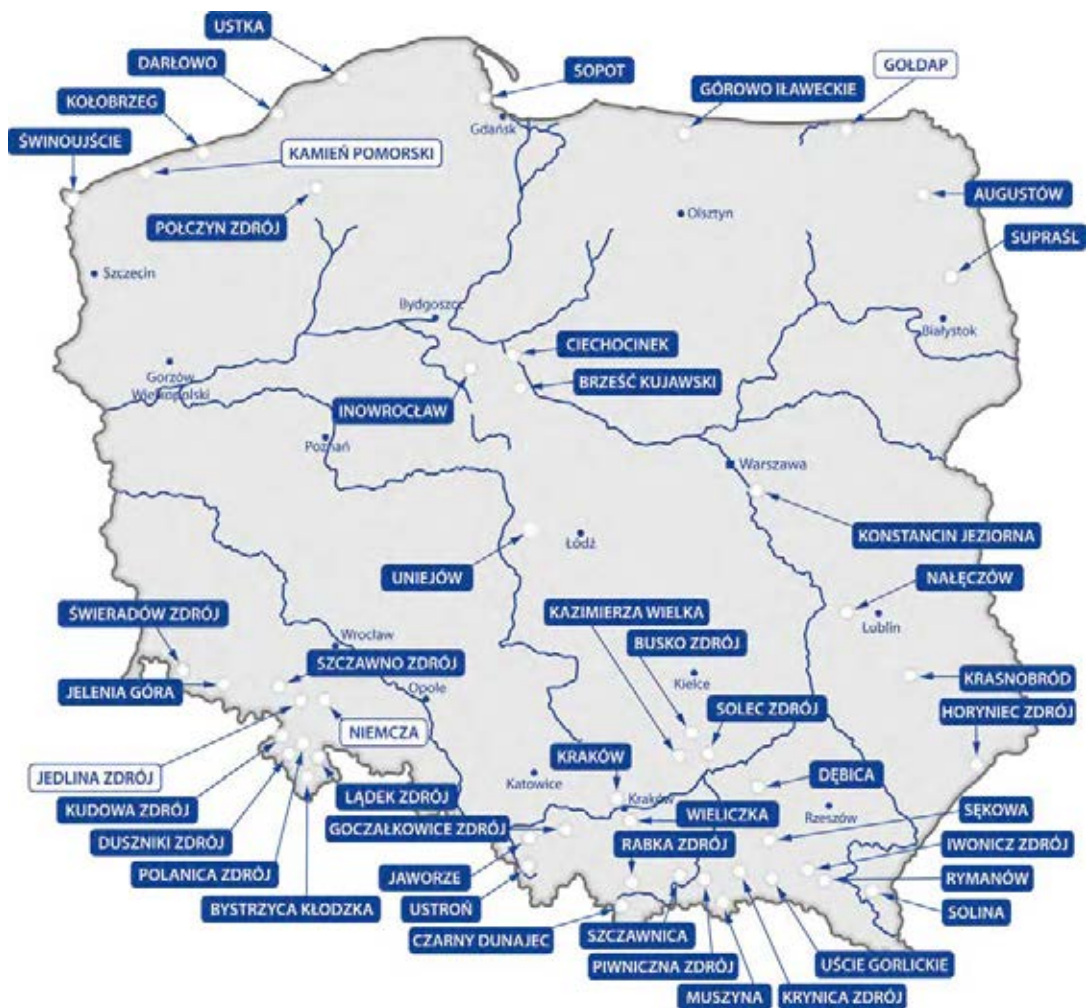 USTKA
DARŁOWO
SOPOT
GOŁDAP
KOŁOBRZEG
GÓROWO IŁAWECKIE
ŚWINOUJŚCIE
Gdańsk
KAMIEŃ POMORSKI
AUGUSTÓW
POŁCZYN ZDRÓJ
Olsztyn
SUPRAŚL
Szczecin
Bydgoszcz
Białystok
CIECHOCINEK
Gorzów
Wielkopolski
BRZEŚĆ KUJAWSKI
INOWROCŁAW
Poznań
Warszawa
KONSTANCIN JEZIORNA
Łódź
UNIEJÓW
NAŁĘCZÓW
ŚWIERADÓW ZDRÓJ
KAZIMIERZA WIELKA
Lublin
Wrocław
BUSKO ZDRÓJ
SZCZAWNO ZDRÓJ
JELENIA GÓRA
Opole
Kielce
KRASNOBRÓD
SOLEC ZDRÓJ
HORYNIEC ZDRÓJ
NIEMCZA
JEDLINA ZDRÓJ
KRAKÓW
Katowice
DĘBICA
LĄDEK ZDRÓJ
Kraków
KUDOWA ZDRÓJ
SĘKOWA
GOCZAŁKOWICE ZDRÓJ
WIELICZKA
Rzeszów
DUSZNIKI ZDRÓJ
RABKA ZDRÓJ
IWONICZ ZDRÓJ
POLANICA ZDRÓJ
JAWORZE
RYMANÓW
BYSTRZYCA KŁODZKA
USTROŃ
SOLINA
CZARNY DUNAJEC
SZCZAWNICA
PIWNICZNA ZDRÓJ
UŚCIE GORLICKIE
MUSZYNA
KRYNICA ZDRÓJ